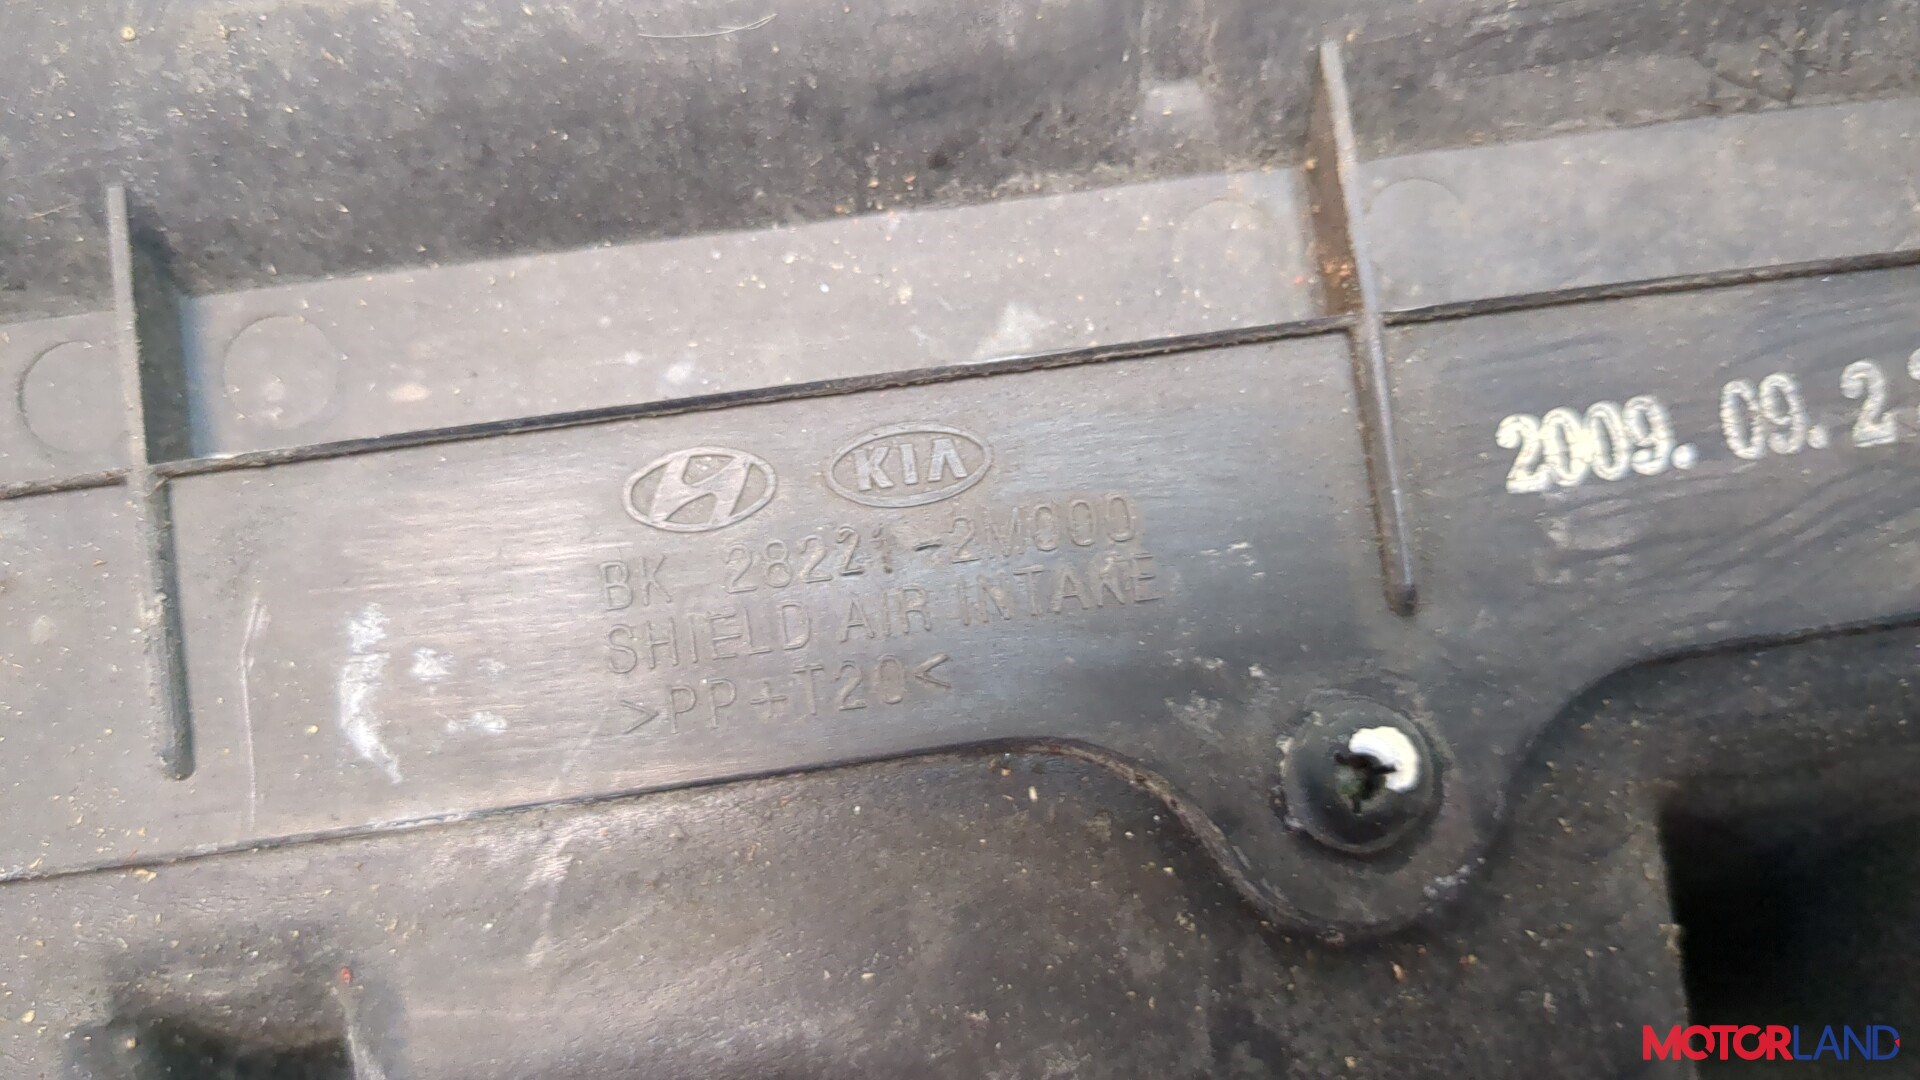 KIA
BK 28221-2M000
SHIELD AIR INTAKE
>PP+T20<
2009. 09. 2
MOTORLAND